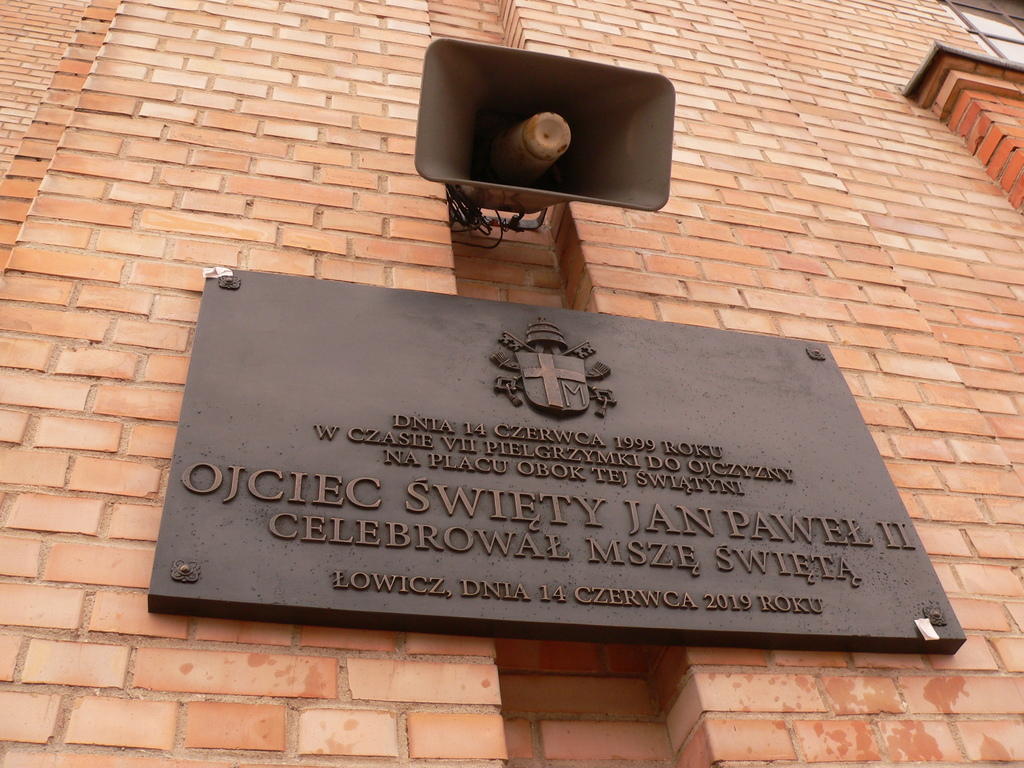 M
DNIA 14 CZERWCA 1999 ROKU
W CZASIE VII PIELGRZYMKI DO OJCZYZNY
NA PLACU OBOK TEJ ŚWIĄTYNI
OJCIEC ŚWIĘTY JAN PAWEŁ II
CELEBROWAŁ MSZĘ ŚWIĘTĄ
ŁOWICZ, DNIA 14 CZERWCA 2019 ROKU